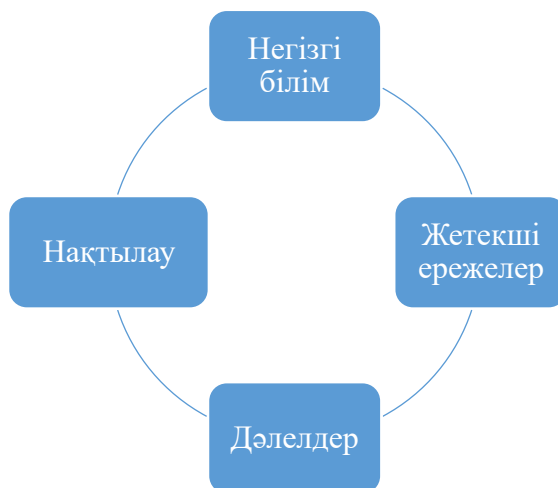 Негізгі
білім
Жетекші
ережелер
Дәлелдер
Нақтылау